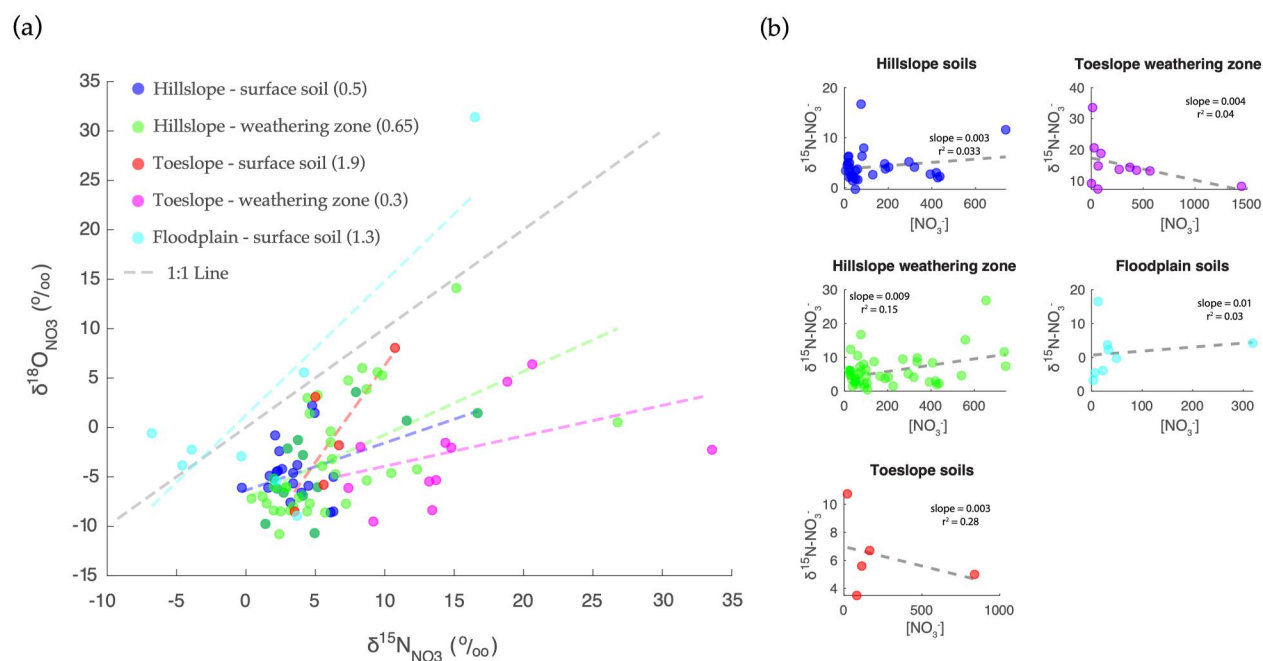 (a)
35
30
25
20
15
10
5
0
-5
-10
-15
δ¹⁸O_NO3 (⁰/₀₀)
Hillslope - surface soil (0.5)
Hillslope - weathering zone (0.65)
Toeslope - surface soil (1.9)
Toeslope - weathering zone (0.3)
Floodplain - surface soil (1.3)
1:1 Line
-10 -5 0 5 10 15 20 25 30 35
δ¹⁵N_NO3 (⁰/₀₀)
(b)
Hillslope soils
20
10
0
δ¹⁵N-NO₃⁻
slope = 0.003
r² = 0.033
0 200 400 600
[NO₃⁻]
Toeslope weathering zone
40
30
20
10
δ¹⁵N-NO₃⁻
slope = 0.004
r² = 0.04
0 500 1000 1500
[NO₃⁻]
Hillslope weathering zone
30
20
10
0
δ¹⁵N-NO₃⁻
slope = 0.009
r² = 0.15
0 200 400 600
[NO₃⁻]
Floodplain soils
20
10
0
10
δ¹⁵N-NO₃⁻
slope = 0.01
r² = 0.03
0 100 200 300
[NO₃⁻]
Toeslope soils
10
8
6
4
δ¹⁵N-NO₃⁻
slope = 0.003
r² = 0.28
0 500 1000
[NO₃⁻]